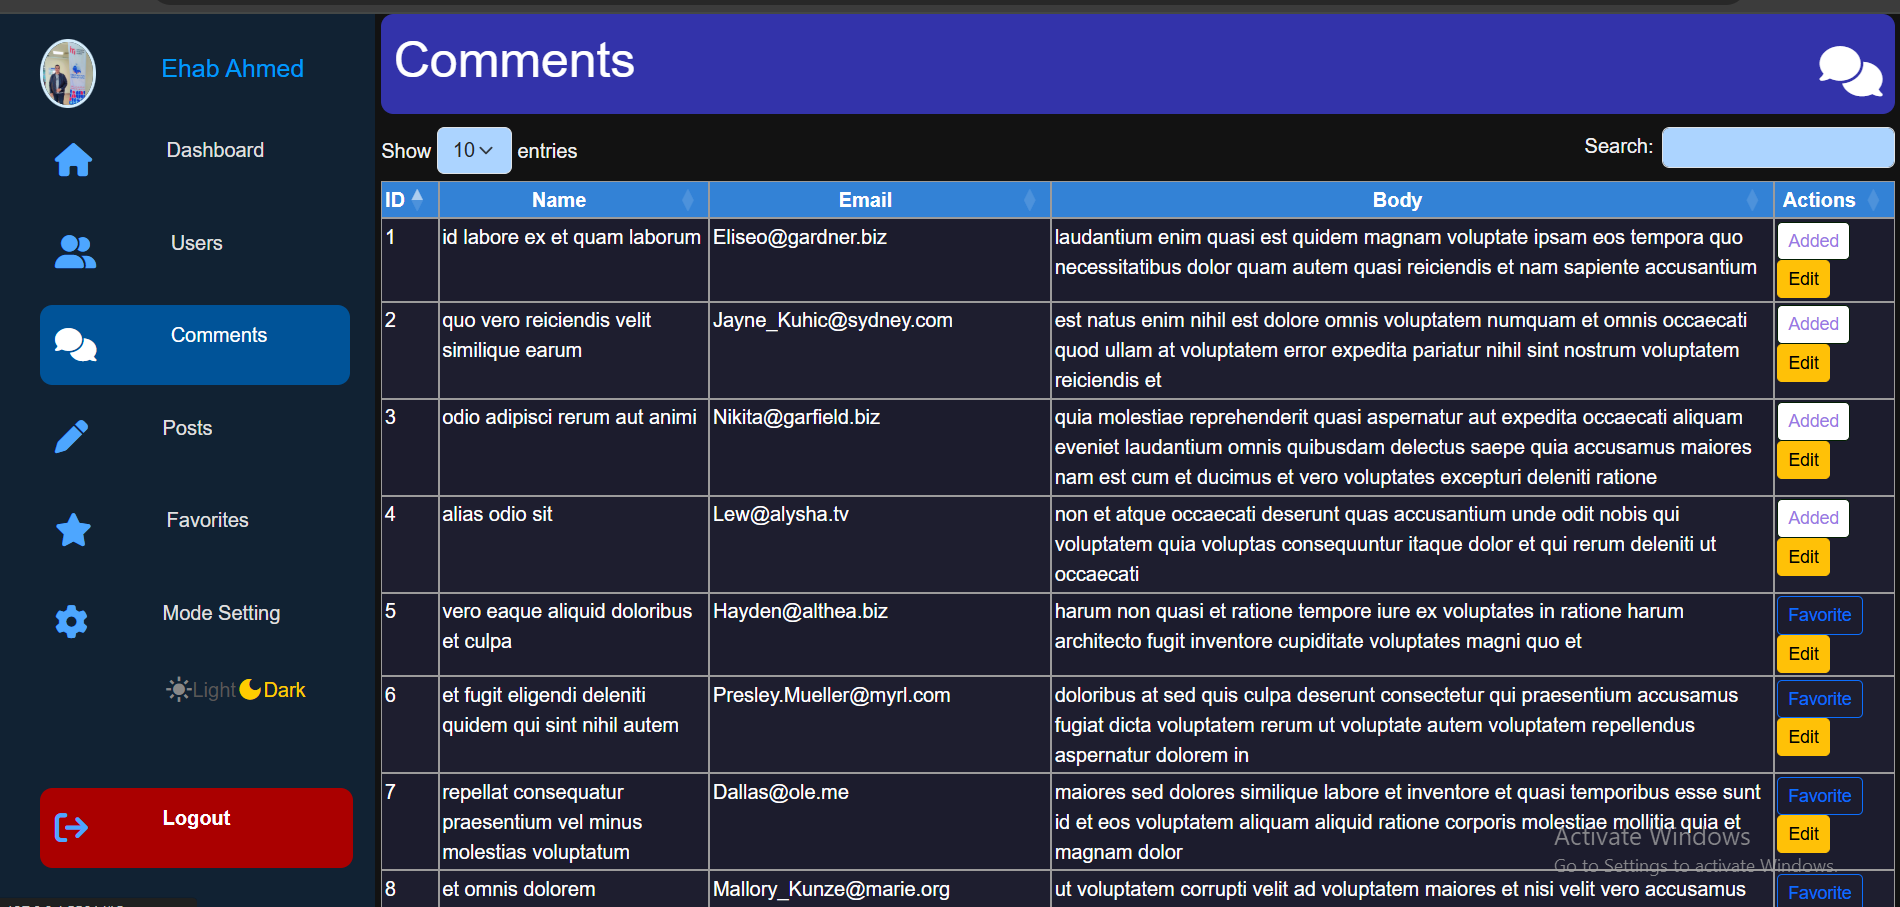 Ehab Ahmed
Dashboard
Users
Comments
Posts
Favorites
Mode Setting
Light Dark
Logout
Comments
Show 10 entries
Search:
ID Name Email Body Actions
1 id labore ex et quam laborum Eliseo@gardner.biz laudantium enim quasi est quidem magnam voluptate ipsam eos tempora quo Added
necessitatibus dolor quam autem quasi reiciendis et nam sapiente accusantium Edit
2 quo vero reiciendis velit Jayne_Kuhic@sydney.com est natus enim nihil est dolore omnis voluptatem numquam et omnis occaecati Added
similique earum quod ullam at voluptatem error expedita pariatur nihil sint nostrum voluptatem Edit
reiciendis et
3 odio adipisci rerum aut animi Nikita@garfield.biz quia molestiae reprehenderit quasi aspernatur aut expedita occaecati aliquam Added
eveniet laudantium omnis quibusdam delectus saepe quia accusamus maiores Edit
nam est cum et ducimus et vero voluptates excepturi deleniti ratione
4 alias odio sit Lew@alysha.tv non et atque occaecati deserunt quas accusantium unde odit nobis qui Added
voluptatem quia voluptas consequuntur itaque dolor et qui rerum deleniti ut Edit
occaecati
5 vero eaque aliquid doloribus Hayden@althea.biz harum non quasi et ratione tempore iure ex voluptates in ratione harum Favorite
et culpa architecto fugit inventore cupiditate voluptates magni quo et Edit
6 et fugit eligendi deleniti Presley.Mueller@myrl.com doloribus at sed quis culpa deserunt consectetur qui praesentium accusamus Favorite
quidem qui sint nihil autem fugiat dicta voluptatem rerum ut voluptate autem voluptatem repellendus Edit
aspernatur dolorem in
7 repellat consequatur Dallas@ole.me maiores sed dolores similique labore et inventore et quasi temporibus esse sunt Favorite
praesentium vel minus id et eos voluptatem aliquam aliquid ratione corporis molestiae mollitia quia et Edit
molestias voluptatum magnam dolor
8 et omnis dolorem Mallory_Kunze@marie.org ut voluptatem corrupti velit ad voluptatem maiores et nisi velit vero accusamus Favorite
Activate Windows
Go to Settings to activate Windows.